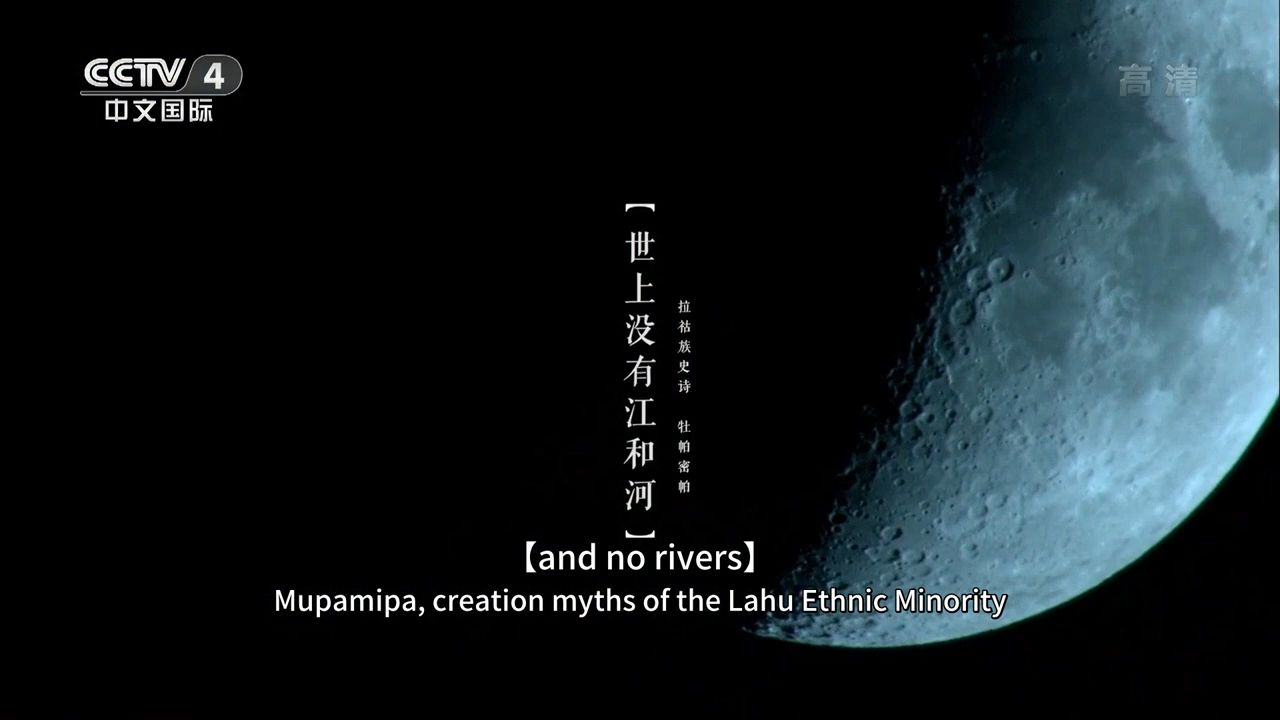 CCTV 4
中文国际
高清
【世上没有江和河】
拉祜族史诗 牡帕密帕
【and no rivers】
Mupamipa, creation myths of the Lahu Ethnic Minority